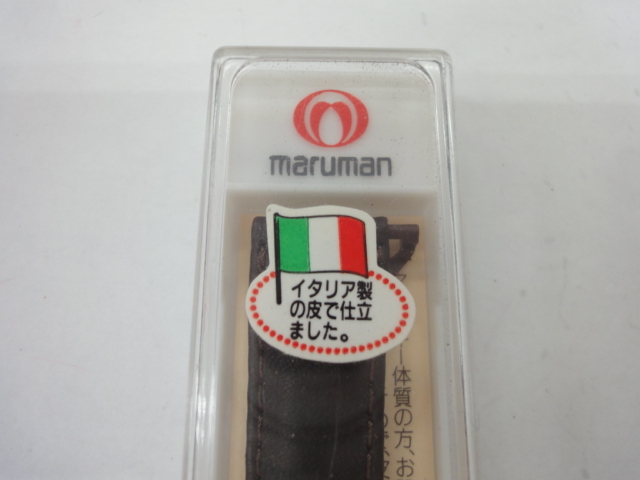 maruman
イタリア製
の皮で仕立
ました。
ー体質の方、お